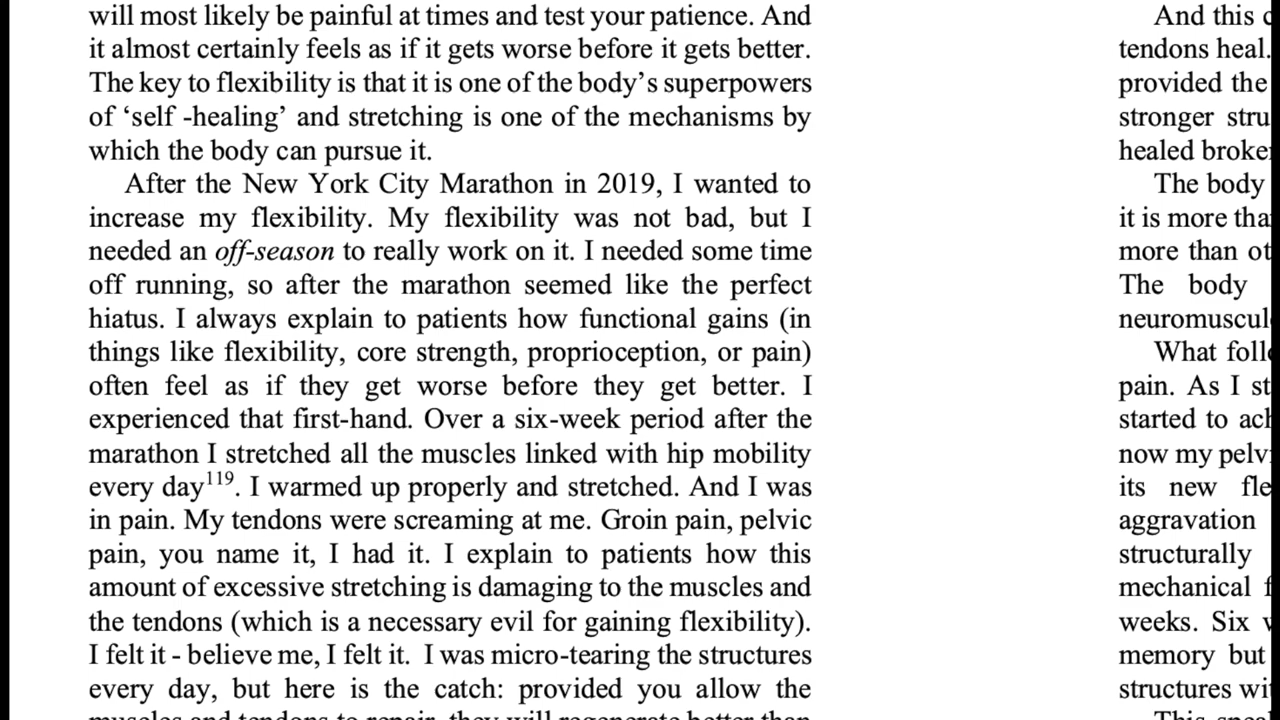 will most likely be painful at times and test your patience. And
it almost certainly feels as if it gets worse before it gets better.
The key to flexibility is that it is one of the body’s superpowers
of ‘self -healing’ and stretching is one of the mechanisms by
which the body can pursue it.
After the New York City Marathon in 2019, I wanted to
increase my flexibility. My flexibility was not bad, but I
needed an off-season to really work on it. I needed some time
off running, so after the marathon seemed like the perfect
hiatus. I always explain to patients how functional gains (in
things like flexibility, core strength, proprioception, or pain)
often feel as if they get worse before they get better. I
experienced that first-hand. Over a six-week period after the
marathon I stretched all the muscles linked with hip mobility
every day119. I warmed up properly and stretched. And I was
in pain. My tendons were screaming at me. Groin pain, pelvic
pain, you name it, I had it. I explain to patients how this
amount of excessive stretching is damaging to the muscles and
the tendons (which is a necessary evil for gaining flexibility).
I felt it - believe me, I felt it. I was micro-tearing the structures
every day, but here is the catch: provided you allow the
muscles and tendons to repair, they will regenerate better than
And this
tendons heal.
provided the
stronger
healed
The body
it is more
more than
The body
What
pain. As I
started to
now my
its new
aggravation
structurally
mechanical
weeks. Six
memory but
structures
This